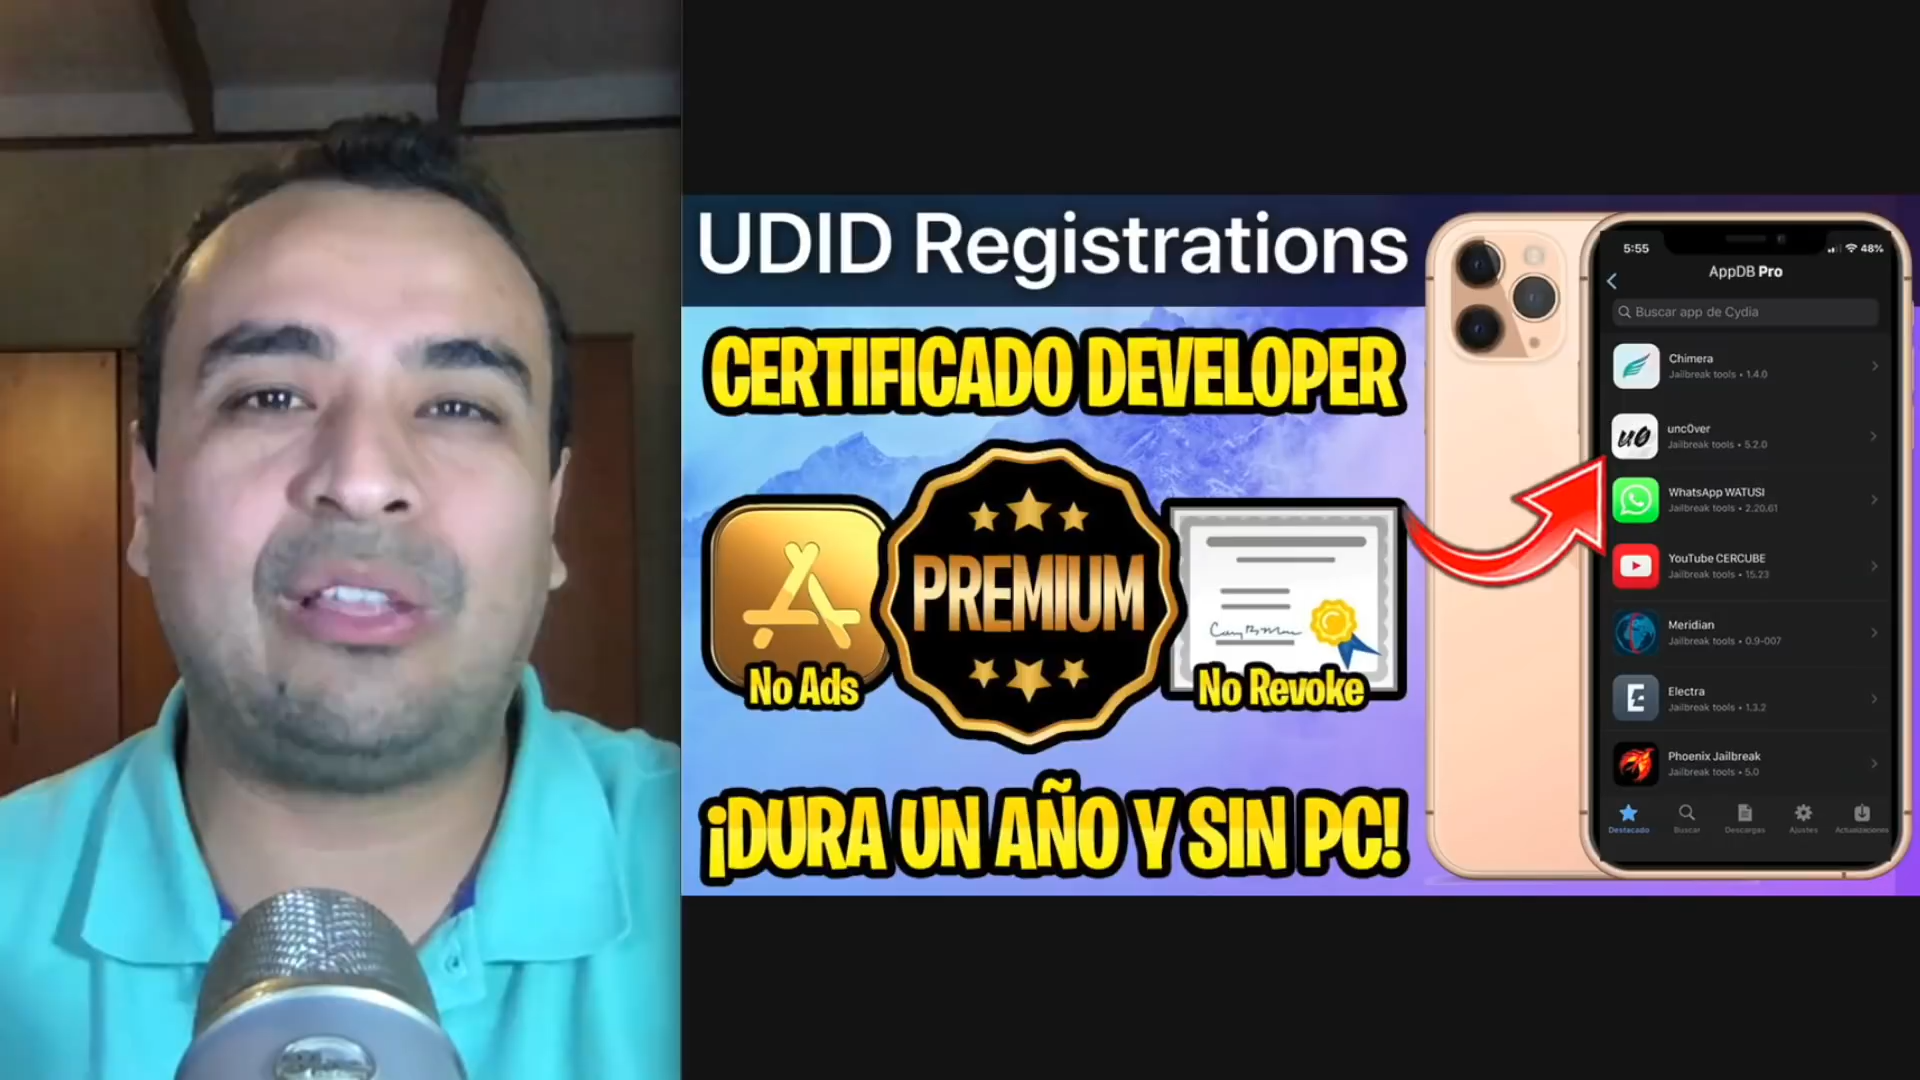 UDID Registrations
CERTIFICADO DEVELOPER
No Ads
PREMIUM
No Revoke
¡DURA UN AÑO Y SIN PC!
5:55
48%
AppDB Pro
Buscar app de Cydia
Chimera
Jailbreak tools • 1.4.0
unc0ver
Jailbreak tools • 5.2.0
WhatsApp WATUSI
Jailbreak tools • 2.20.61
YouTube CERCUBE
Jailbreak tools • 15.23
Meridian
Jailbreak tools • 0.9-007
Electra
Jailbreak tools • 1.3.2
Phoenix Jailbreak
Jailbreak tools • 5.0
Destacado
Buscar
Descargas
Ajustes
Actualizaciones